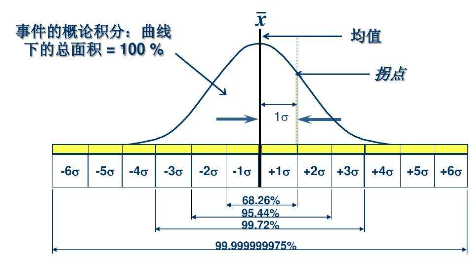 x̄
事件的概论积分：曲线
下的总面积 = 100 %
均值
拐点
1σ
-6σ -5σ -4σ -3σ -2σ -1σ +1σ +2σ +3σ +4σ +5σ +6σ
68.26%
95.44%
99.72%
99.999999975%